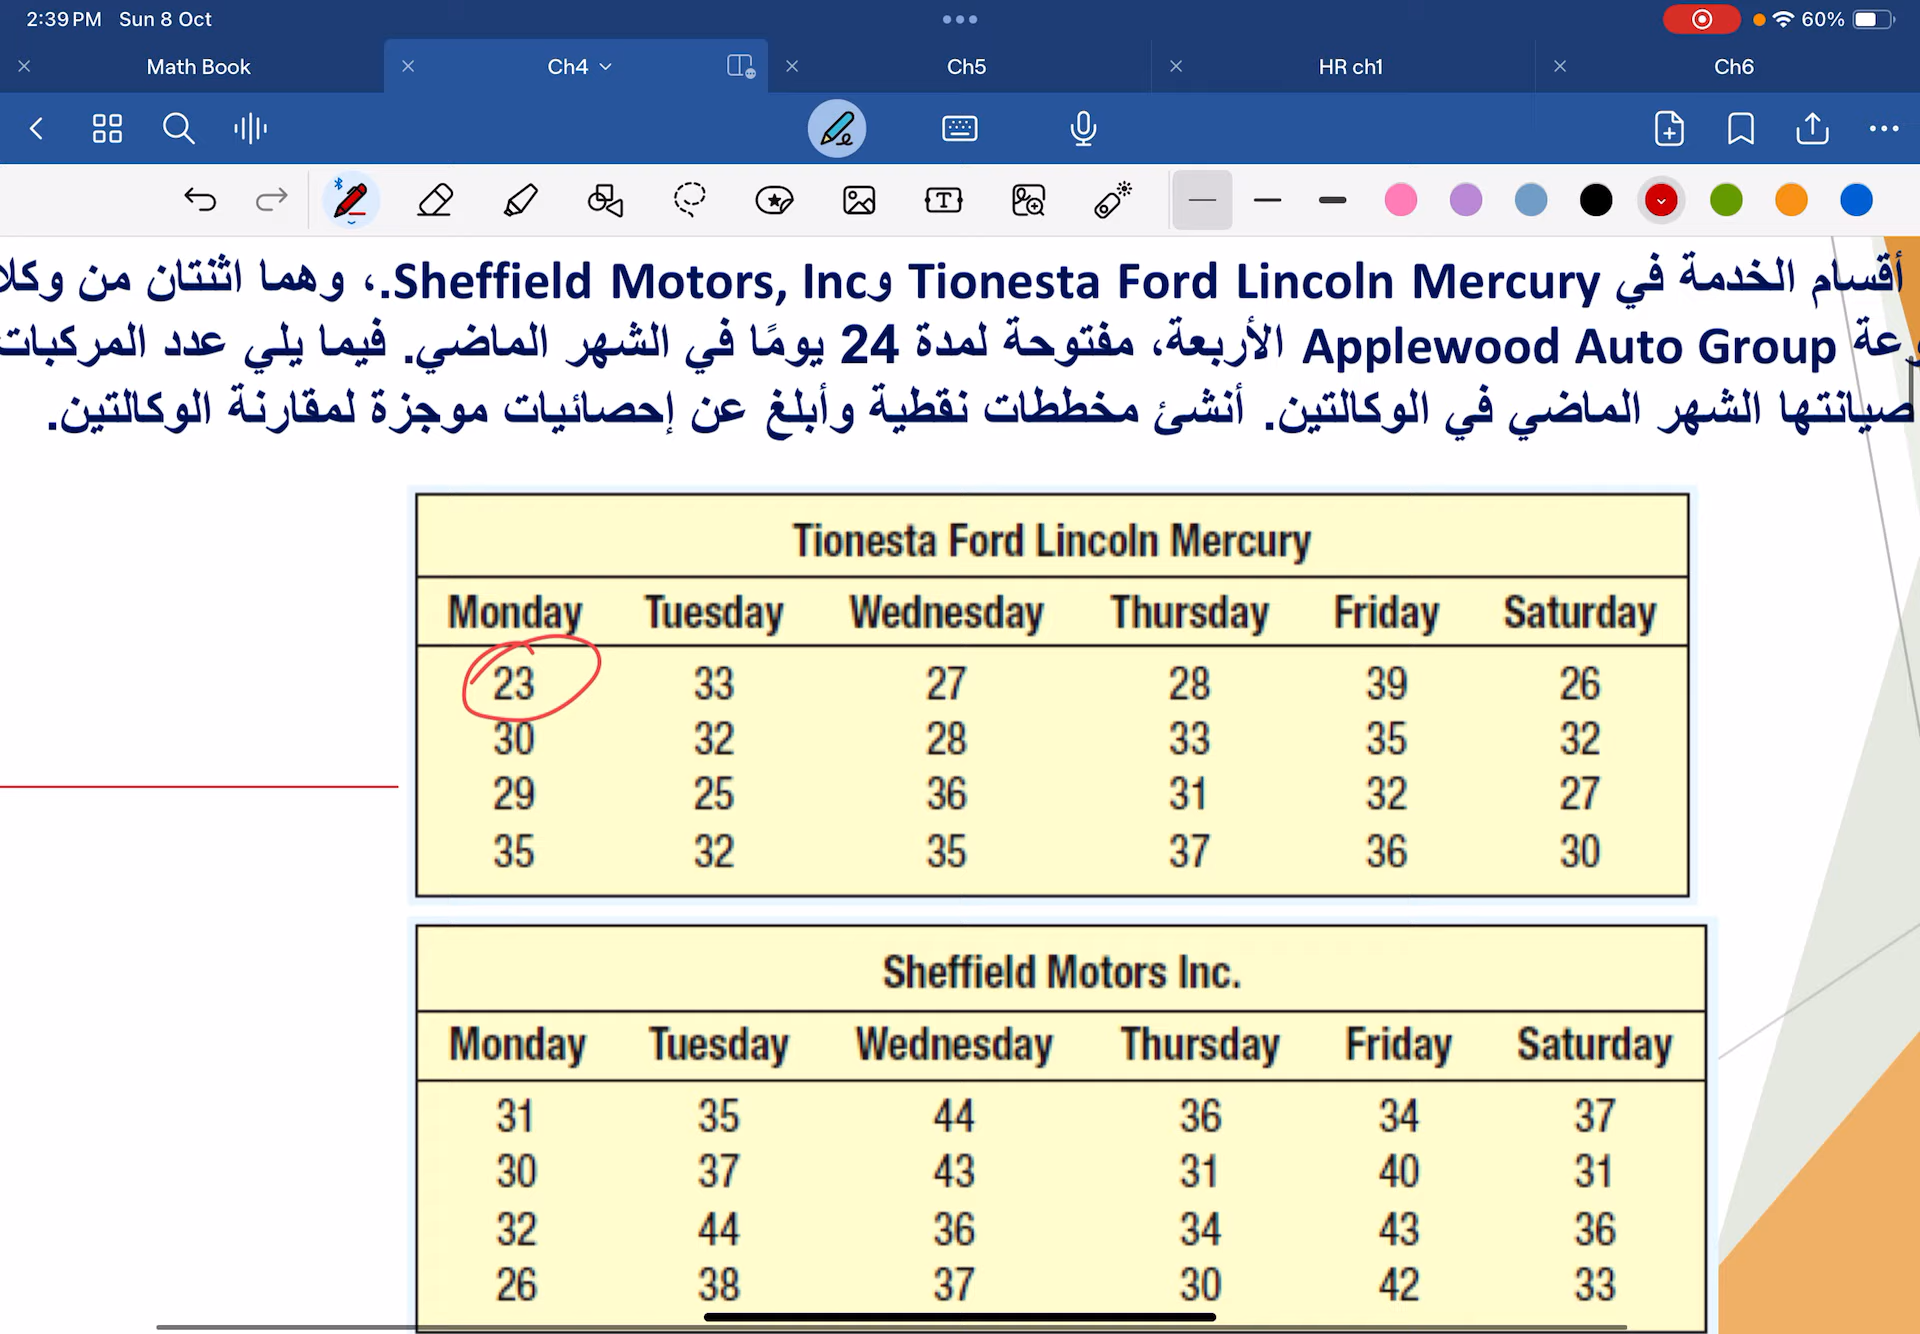 2:39 PM Sun 8 Oct
60%
Math Book
Ch4
Ch5
HR ch1
Ch6
أقسام الخدمة في Tionesta Ford Lincoln Mercury وSheffield Motors, Inc.، وهما اثنتان من
Applewood Auto Group الأربعة، مفتوحة لمدة 24 يومًا في الشهر الماضي. فيما يلي عدد المركبات
صيانتها الشهر الماضي في الوكالتين. أنشئ مخططات نقطية وأبلغ عن إحصائيات موجزة لمقارنة الوكالتين.
Tionesta Ford Lincoln Mercury
Monday Tuesday Wednesday Thursday Friday Saturday
23 33 27 28 39 26
30 32 28 33 35 32
29 25 36 31 32 27
35 32 35 37 36 30
Sheffield Motors Inc.
Monday Tuesday Wednesday Thursday Friday Saturday
31 35 44 36 34 37
30 37 43 31 40 31
32 44 36 34 43 36
26 38 37 30 42 33